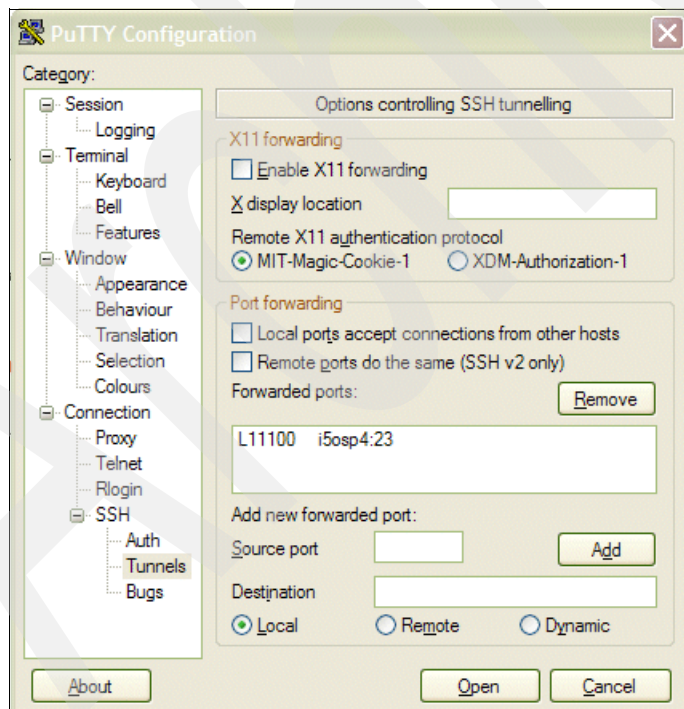 PuTTY Configuration
Category:
Session
Logging
Terminal
Keyboard
Bell
Features
Window
Appearance
Behaviour
Translation
Selection
Colours
Connection
Proxy
Telnet
Rlogin
SSH
Auth
Tunnels
Bugs
Options controlling SSH tunnelling
X11 forwarding
Enable X11 forwarding
X display location
Remote X11 authentication protocol
MIT-Magic-Cookie-1 XDM-Authorization-1
Port forwarding
Local ports accept connections from other hosts
Remote ports do the same (SSH v2 only)
Forwarded ports:
Remove
L11100 i5osp4:23
Add new forwarded port:
Source port
Add
Destination
Local Remote Dynamic
About Open Cancel